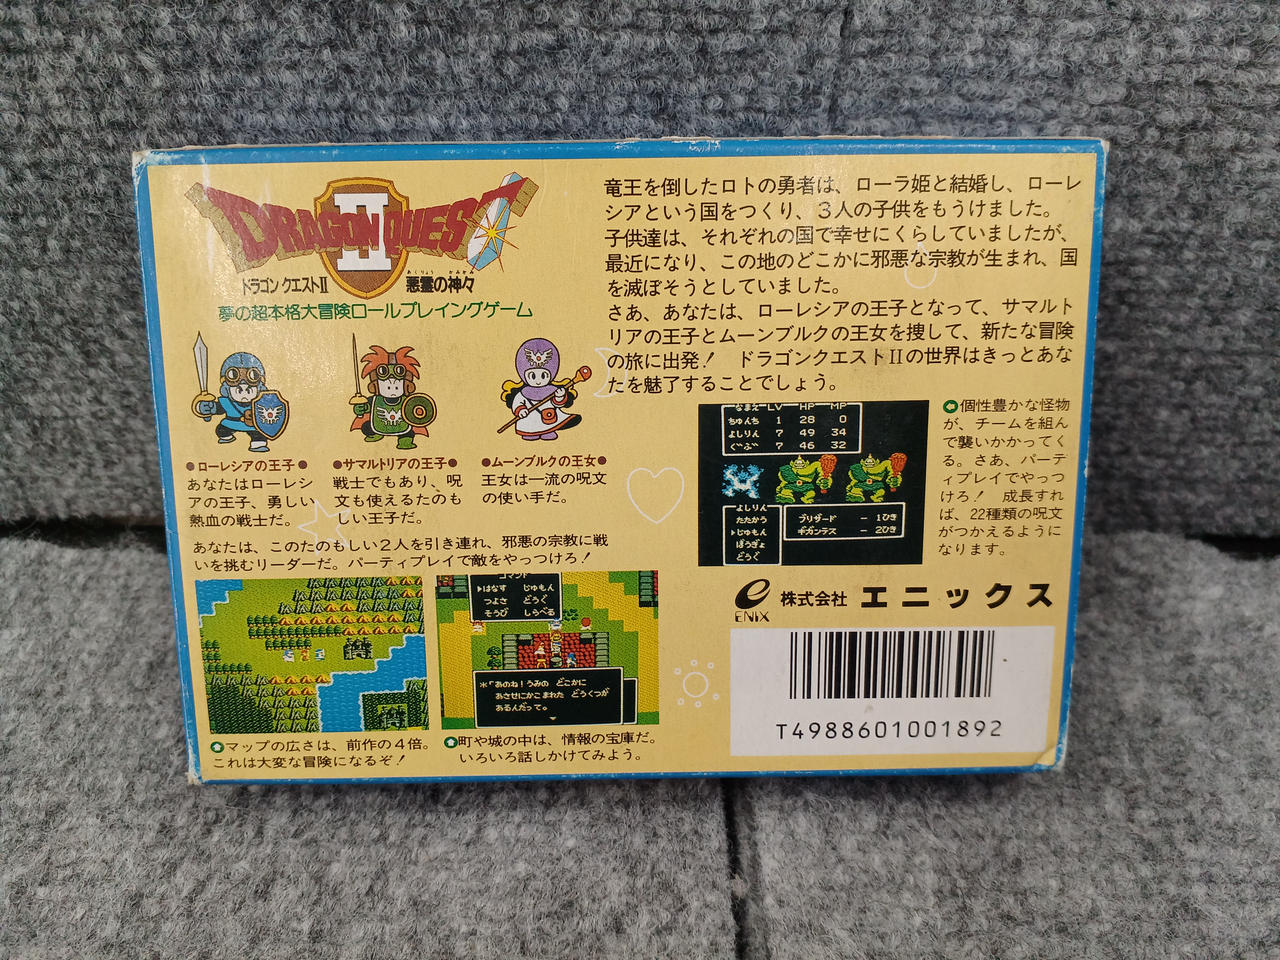 DRAGON QUEST
II
ドラゴンクエストII
あくりょう かみがみ
悪霊の神々
夢の超本格大冒険ロールプレイングゲーム
●ローレシアの王子●
あなたはローレシ
アの王子、勇しい
熱血の戦士だ。
●サマルトリアの王子●
戦士でもあり、呪
文も使えるたのも
しい王子だ。
●ムーンブルクの王女●
王女は一流の呪文
の使い手だ。
あなたは、このたのもしい2人を引き連れ、邪悪の宗教に戦
いを挑むリーダーだ。パーティプレイで敵をやっつけろ！
竜王を倒したロトの勇者は、ローラ姫と結婚し、ローレ
シアという国をつくり、3人の子供をもうけました。
子供達は、それぞれの国で幸せにくらしていましたが、
最近になり、この地のどこかに邪悪な宗教が生まれ、国
を滅ぼそうとしていました。
さあ、あなたは、ローレシアの王子となって、サマルト
リアの王子とムーンブルクの王女を捜して、新たな冒険
の旅に出発！ ドラゴンクエストIIの世界はきっとあな
たを魅了することでしょう。
なまえ LV HP MP
ちゅんち 1 28 0
よしりん 7 49 34
ぐぷ 7 46 32
よしりん
たたかう
じゅもん
ぼうぎょ
どうぐ
ブリザード － 1ひき
ギガンテス － 2ひき
個性豊かな怪物
が、チームを組ん
で襲いかかってく
る。さあ、パーテ
ィプレイでやっつ
けろ！ 成長すれ
ば、22種類の呪文
がつかえるように
なります。
コマンド
はなす じゅもん
つよさ どうぐ
そうび しらべる
＊「あのね！うみの どこかに
あさせにかこまれた どうくつが
あるんだって。
マップの広さは、前作の4倍。
これは大変な冒険になるぞ！
町や城の中は、情報の宝庫だ。
いろいろ話しかけてみよう。
ENIX
株式会社 エニックス
T4988601001892